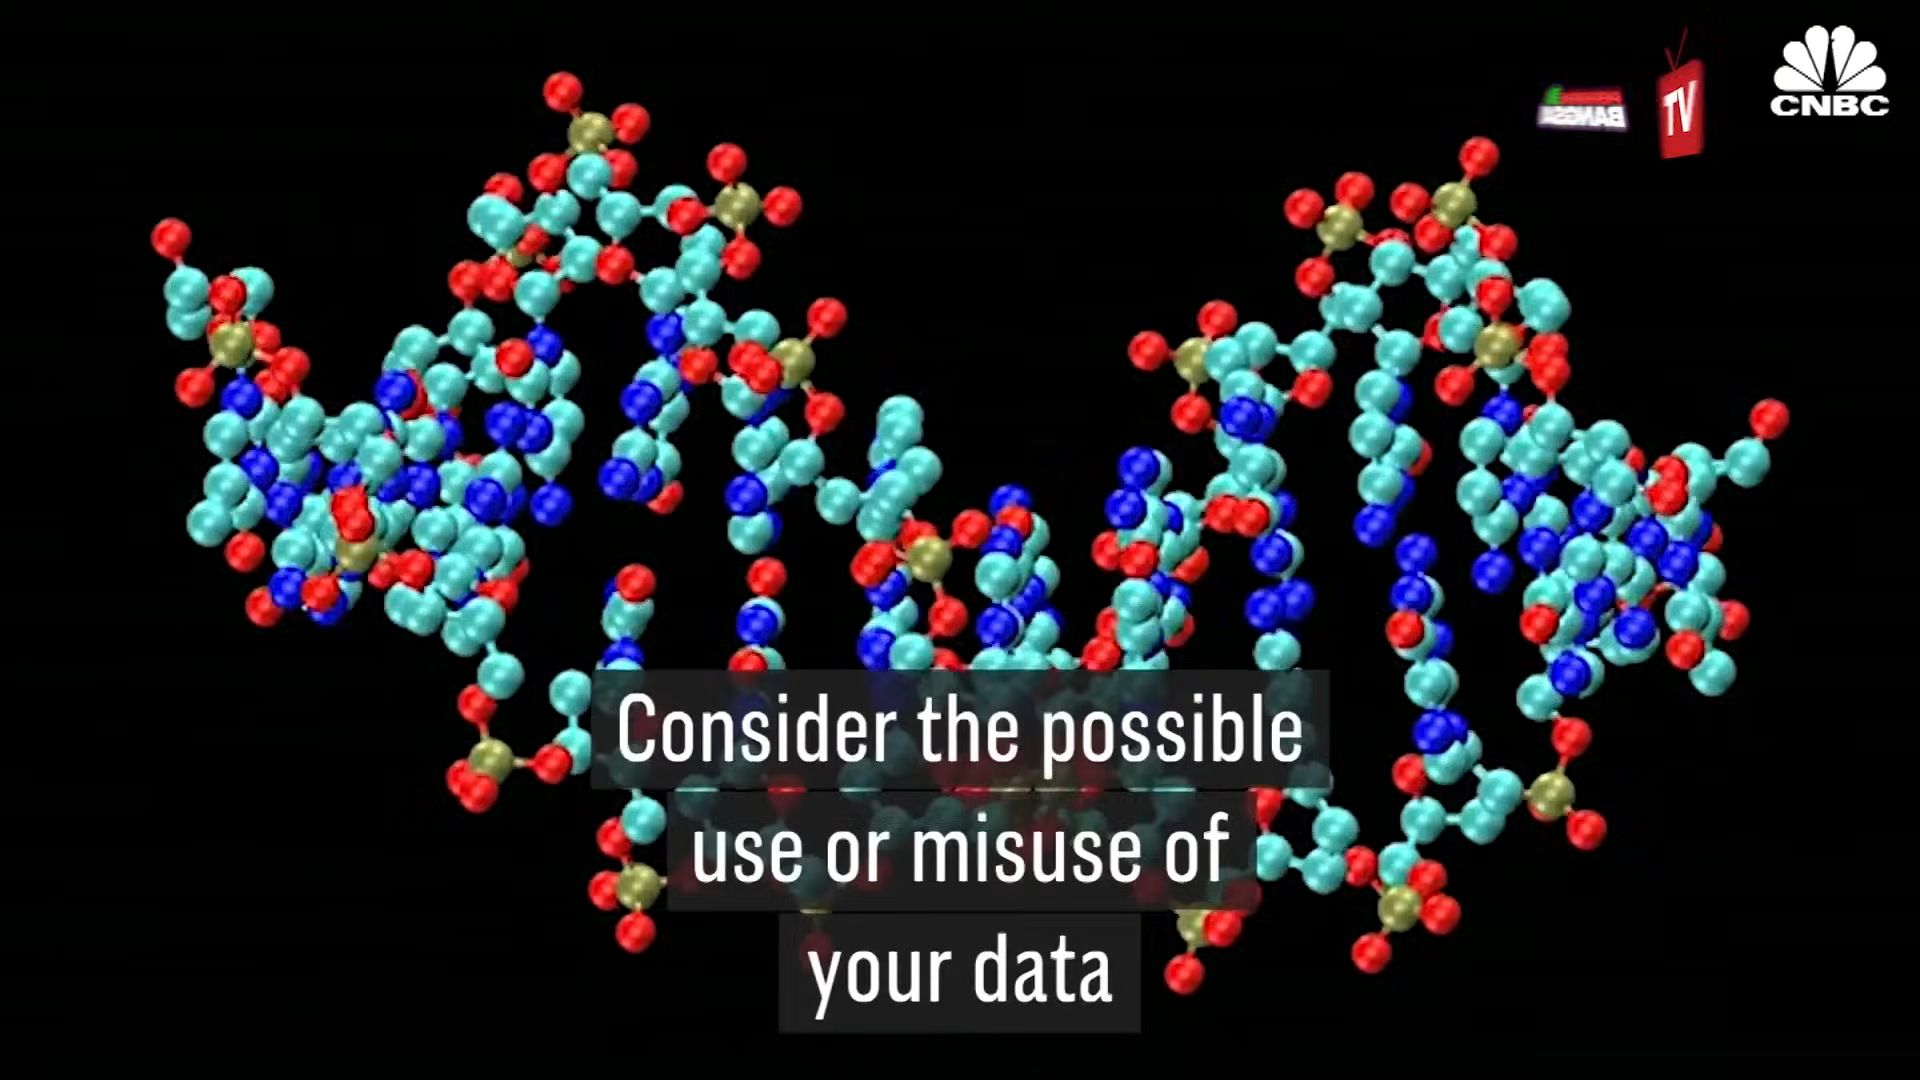 TV
CNBC
Consider the possible
use or misuse of
your data